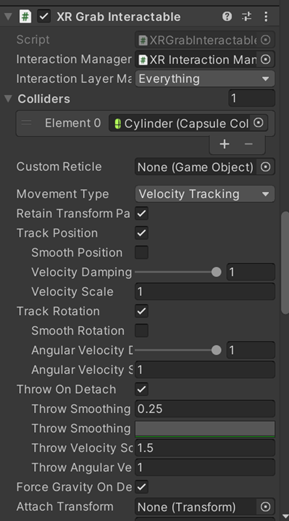 XR Grab Interactable
Script XRGrabInteractable
Interaction Manager XR Interaction Man
Interaction Layer Ma Everything
Colliders 1
Element 0 Cylinder (Capsule Col
+ −
Custom Reticle None (Game Object)
Movement Type Velocity Tracking
Retain Transform Pa
Track Position
Smooth Position
Velocity Damping 1
Velocity Scale 1
Track Rotation
Smooth Rotation
Angular Velocity D 1
Angular Velocity S 1
Throw On Detach
Throw Smoothing 0.25
Throw Smoothing
Throw Velocity Sc 1.5
Throw Angular Ve 1
Force Gravity On De
Attach Transform None (Transform)